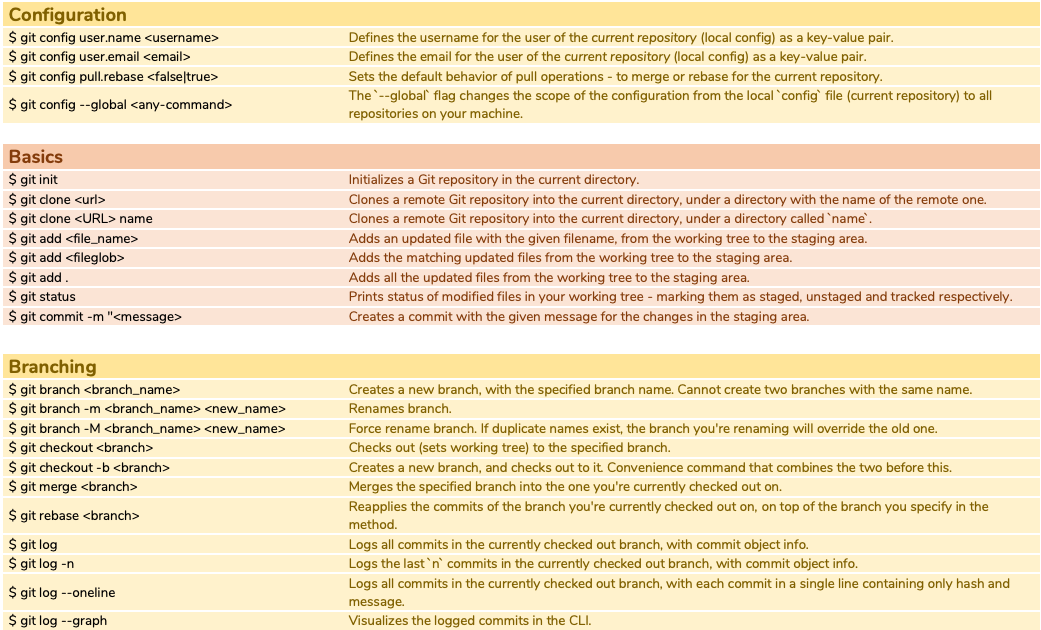 Configuration
$ git config user.name <username> Defines the username for the user of the current repository (local config) as a key-value pair.
$ git config user.email <email> Defines the email for the user of the current repository (local config) as a key-value pair.
$ git config pull.rebase <false|true> Sets the default behavior of pull operations - to merge or rebase for the current repository.
$ git config --global <any-command> The `--global` flag changes the scope of the configuration from the local `config` file (current repository) to all
repositories on your machine.
Basics
$ git init Initializes a Git repository in the current directory.
$ git clone <url> Clones a remote Git repository into the current directory, under a directory with the name of the remote one.
$ git clone <URL> name Clones a remote Git repository into the current directory, under a directory called `name`.
$ git add <file_name> Adds an updated file with the given filename, from the working tree to the staging area.
$ git add <fileglob> Adds the matching updated files from the working tree to the staging area.
$ git add . Adds all the updated files from the working tree to the staging area.
$ git status Prints status of modified files in your working tree - marking them as staged, unstaged and tracked respectively.
$ git commit -m "<message> Creates a commit with the given message for the changes in the staging area.
Branching
$ git branch <branch_name> Creates a new branch, with the specified branch name. Cannot create two branches with the same name.
$ git branch -m <branch_name> <new_name> Renames branch.
$ git branch -M <branch_name> <new_name> Force rename branch. If duplicate names exist, the branch you're renaming will override the old one.
$ git checkout <branch> Checks out (sets working tree) to the specified branch.
$ git checkout -b <branch> Creates a new branch, and checks out to it. Convenience command that combines the two before this.
$ git merge <branch> Merges the specified branch into the one you're currently checked out on.
$ git rebase <branch> Reapplies the commits of the branch you're currently checked out on, on top of the branch you specify in the
method.
$ git log Logs all commits in the currently checked out branch, with commit object info.
$ git log -n Logs the last `n` commits in the currently checked out branch, with commit object info.
$ git log --oneline Logs all commits in the currently checked out branch, with each commit in a single line containing only hash and
message.
$ git log --graph Visualizes the logged commits in the CLI.